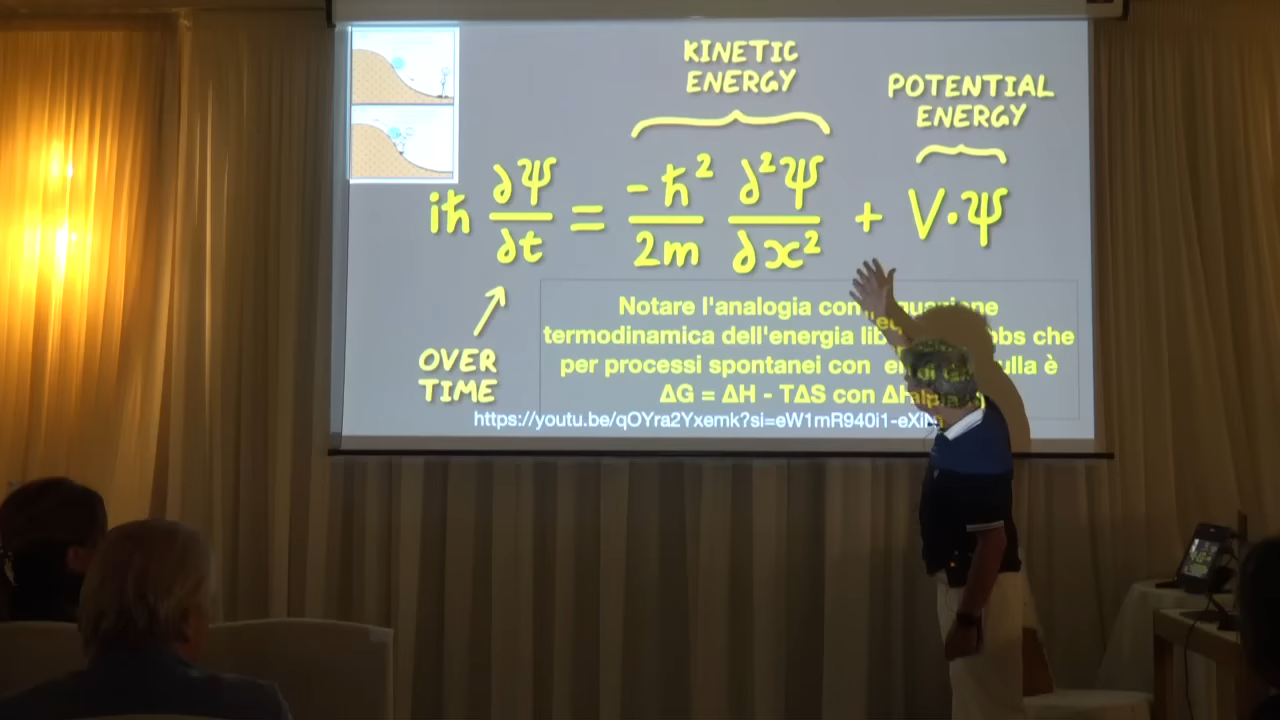 KINETIC
ENERGY
POTENTIAL
ENERGY
iħ ∂Ψ/∂t = -ħ²/2m ∂²Ψ/∂x² + V·Ψ
OVER
TIME
Notare l'analogia con
termodinamica dell'energia che
per processi spontanei con è
ΔG = ΔH - TΔS con
https://youtu.be/qOYra2Yxemk?si=eW1mR940i1-eXi